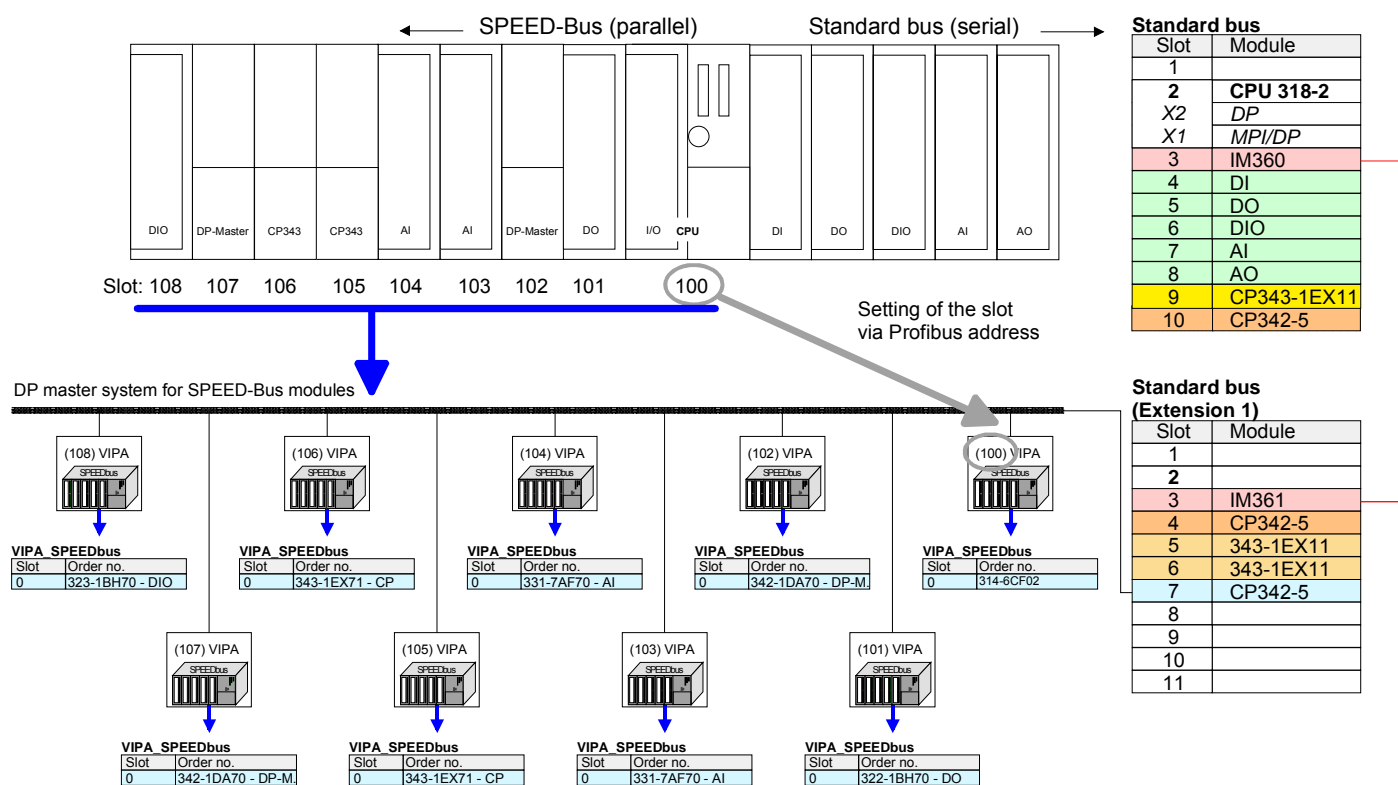 SPEED-Bus (parallel) Standard bus (serial)
DIO DP-Master CP343 CP343 AI AI DP-Master DO I/O CPU DI DO DIO AI AO
Slot: 108 107 106 105 104 103 102 101 100
Setting of the slot
via Profibus address
DP master system for SPEED-Bus modules
(108) VIPA
SPEEDbus
VIPA_SPEEDbus
Slot Order no.
0 323-1BH70 - DIO
(106) VIPA
SPEEDbus
VIPA_SPEEDbus
Slot Order no.
0 343-1EX71 - CP
(104) VIPA
SPEEDbus
VIPA_SPEEDbus
Slot Order no.
0 331-7AF70 - AI
(102) VIPA
SPEEDbus
VIPA_SPEEDbus
Slot Order no.
0 342-1DA70 - DP-M.
(100) VIPA
SPEEDbus
VIPA_SPEEDbus
Slot Order no.
0 314-6CF02
(107) VIPA
SPEEDbus
VIPA_SPEEDbus
Slot Order no.
0 342-1DA70 - DP-M.
(105) VIPA
SPEEDbus
VIPA_SPEEDbus
Slot Order no.
0 343-1EX71 - CP
(103) VIPA
SPEEDbus
VIPA_SPEEDbus
Slot Order no.
0 331-7AF70 - AI
(101) VIPA
SPEEDbus
VIPA_SPEEDbus
Slot Order no.
0 322-1BH70 - DO
Standard bus
Slot Module
1
2 CPU 318-2
X2 DP
X1 MPI/DP
3 IM360
4 DI
5 DO
6 DIO
7 AI
8 AO
9 CP343-1EX11
10 CP342-5
Standard bus
(Extension 1)
Slot Module
1
2
3 IM361
4 CP342-5
5 343-1EX11
6 343-1EX11
7 CP342-5
8
9
10
11